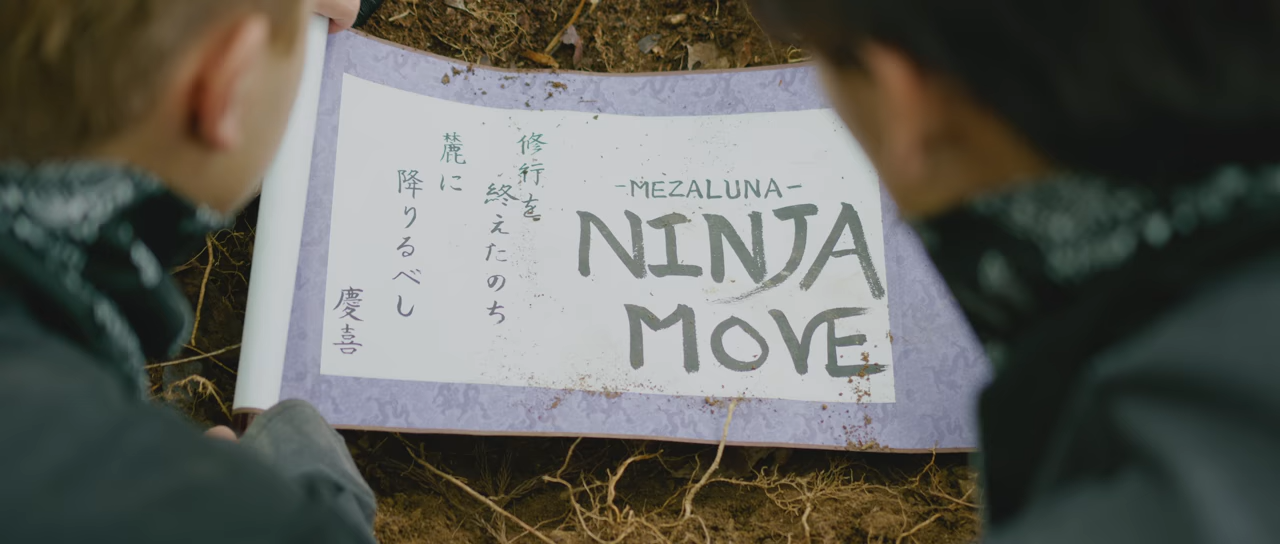 -MEZALUNA-
NINJA
MOVE
修行を
終えたのち
麓に
降りるべし
慶喜